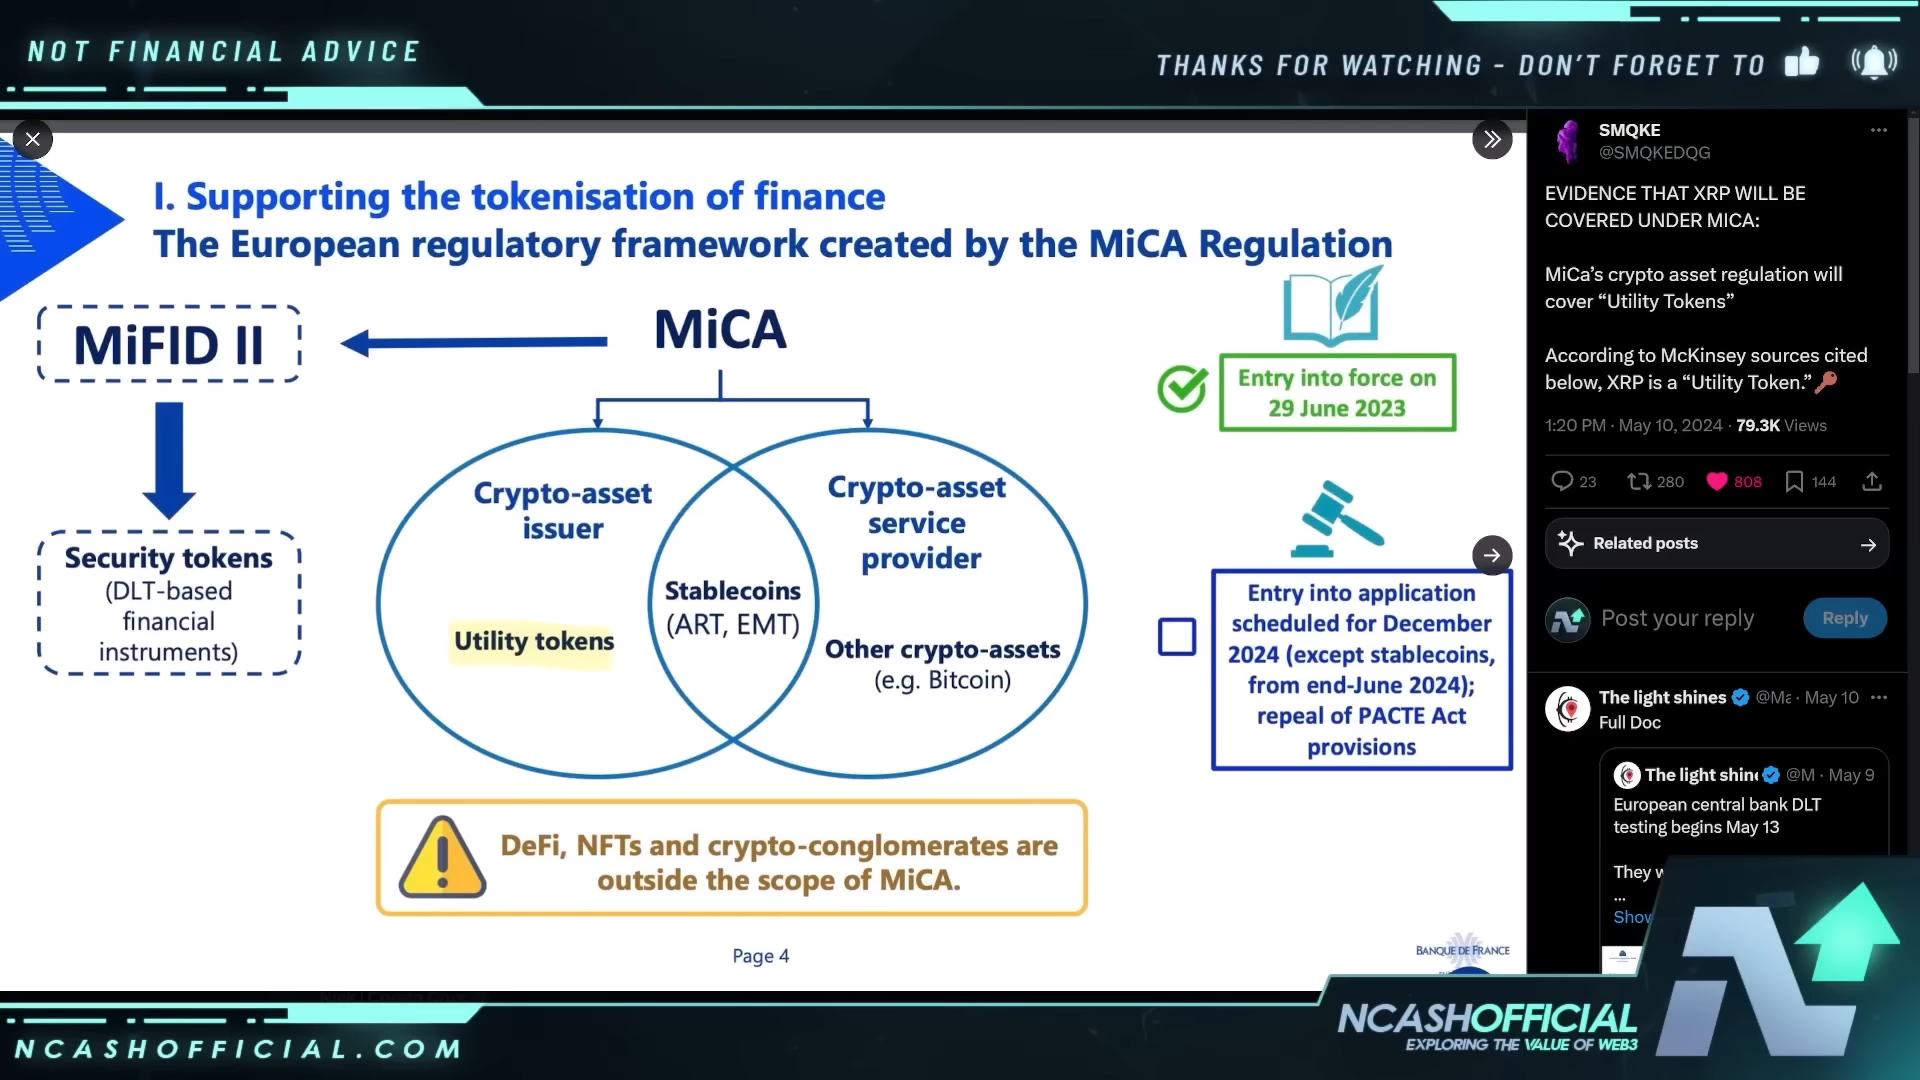 NOT FINANCIAL ADVICE
THANKS FOR WATCHING - DON'T FORGET TO
I. Supporting the tokenisation of finance
The European regulatory framework created by the MiCA Regulation
MiFID II
MiCA
Entry into force on
29 June 2023
Security tokens
(DLT-based
financial
instruments)
Crypto-asset
issuer
Utility tokens
Stablecoins
(ART, EMT)
Crypto-asset
service
provider
Other crypto-assets
(e.g. Bitcoin)
Entry into application
scheduled for December
2024 (except stablecoins,
from end-June 2024);
repeal of PACTE Act
provisions
DeFi, NFTs and crypto-conglomerates are
outside the scope of MiCA.
Page 4
BANQUE DE FRANCE
SMQKE
@SMQKEDQG
EVIDENCE THAT XRP WILL BE
COVERED UNDER MICA:
MiCa’s crypto asset regulation will
cover “Utility Tokens”
According to McKinsey sources cited
below, XRP is a “Utility Token.”
1:20 PM · May 10, 2024 · 79.3K Views
23 280 808 144
Related posts
Post your reply
Reply
The light shines @Ma · May 10
Full Doc
The light shin @M · May 9
European central bank DLT
testing begins May 13
They w
...
Show
NCASHOFFICIAL
EXPLORING THE VALUE OF WEB3
NCASHOFFICIAL.COM